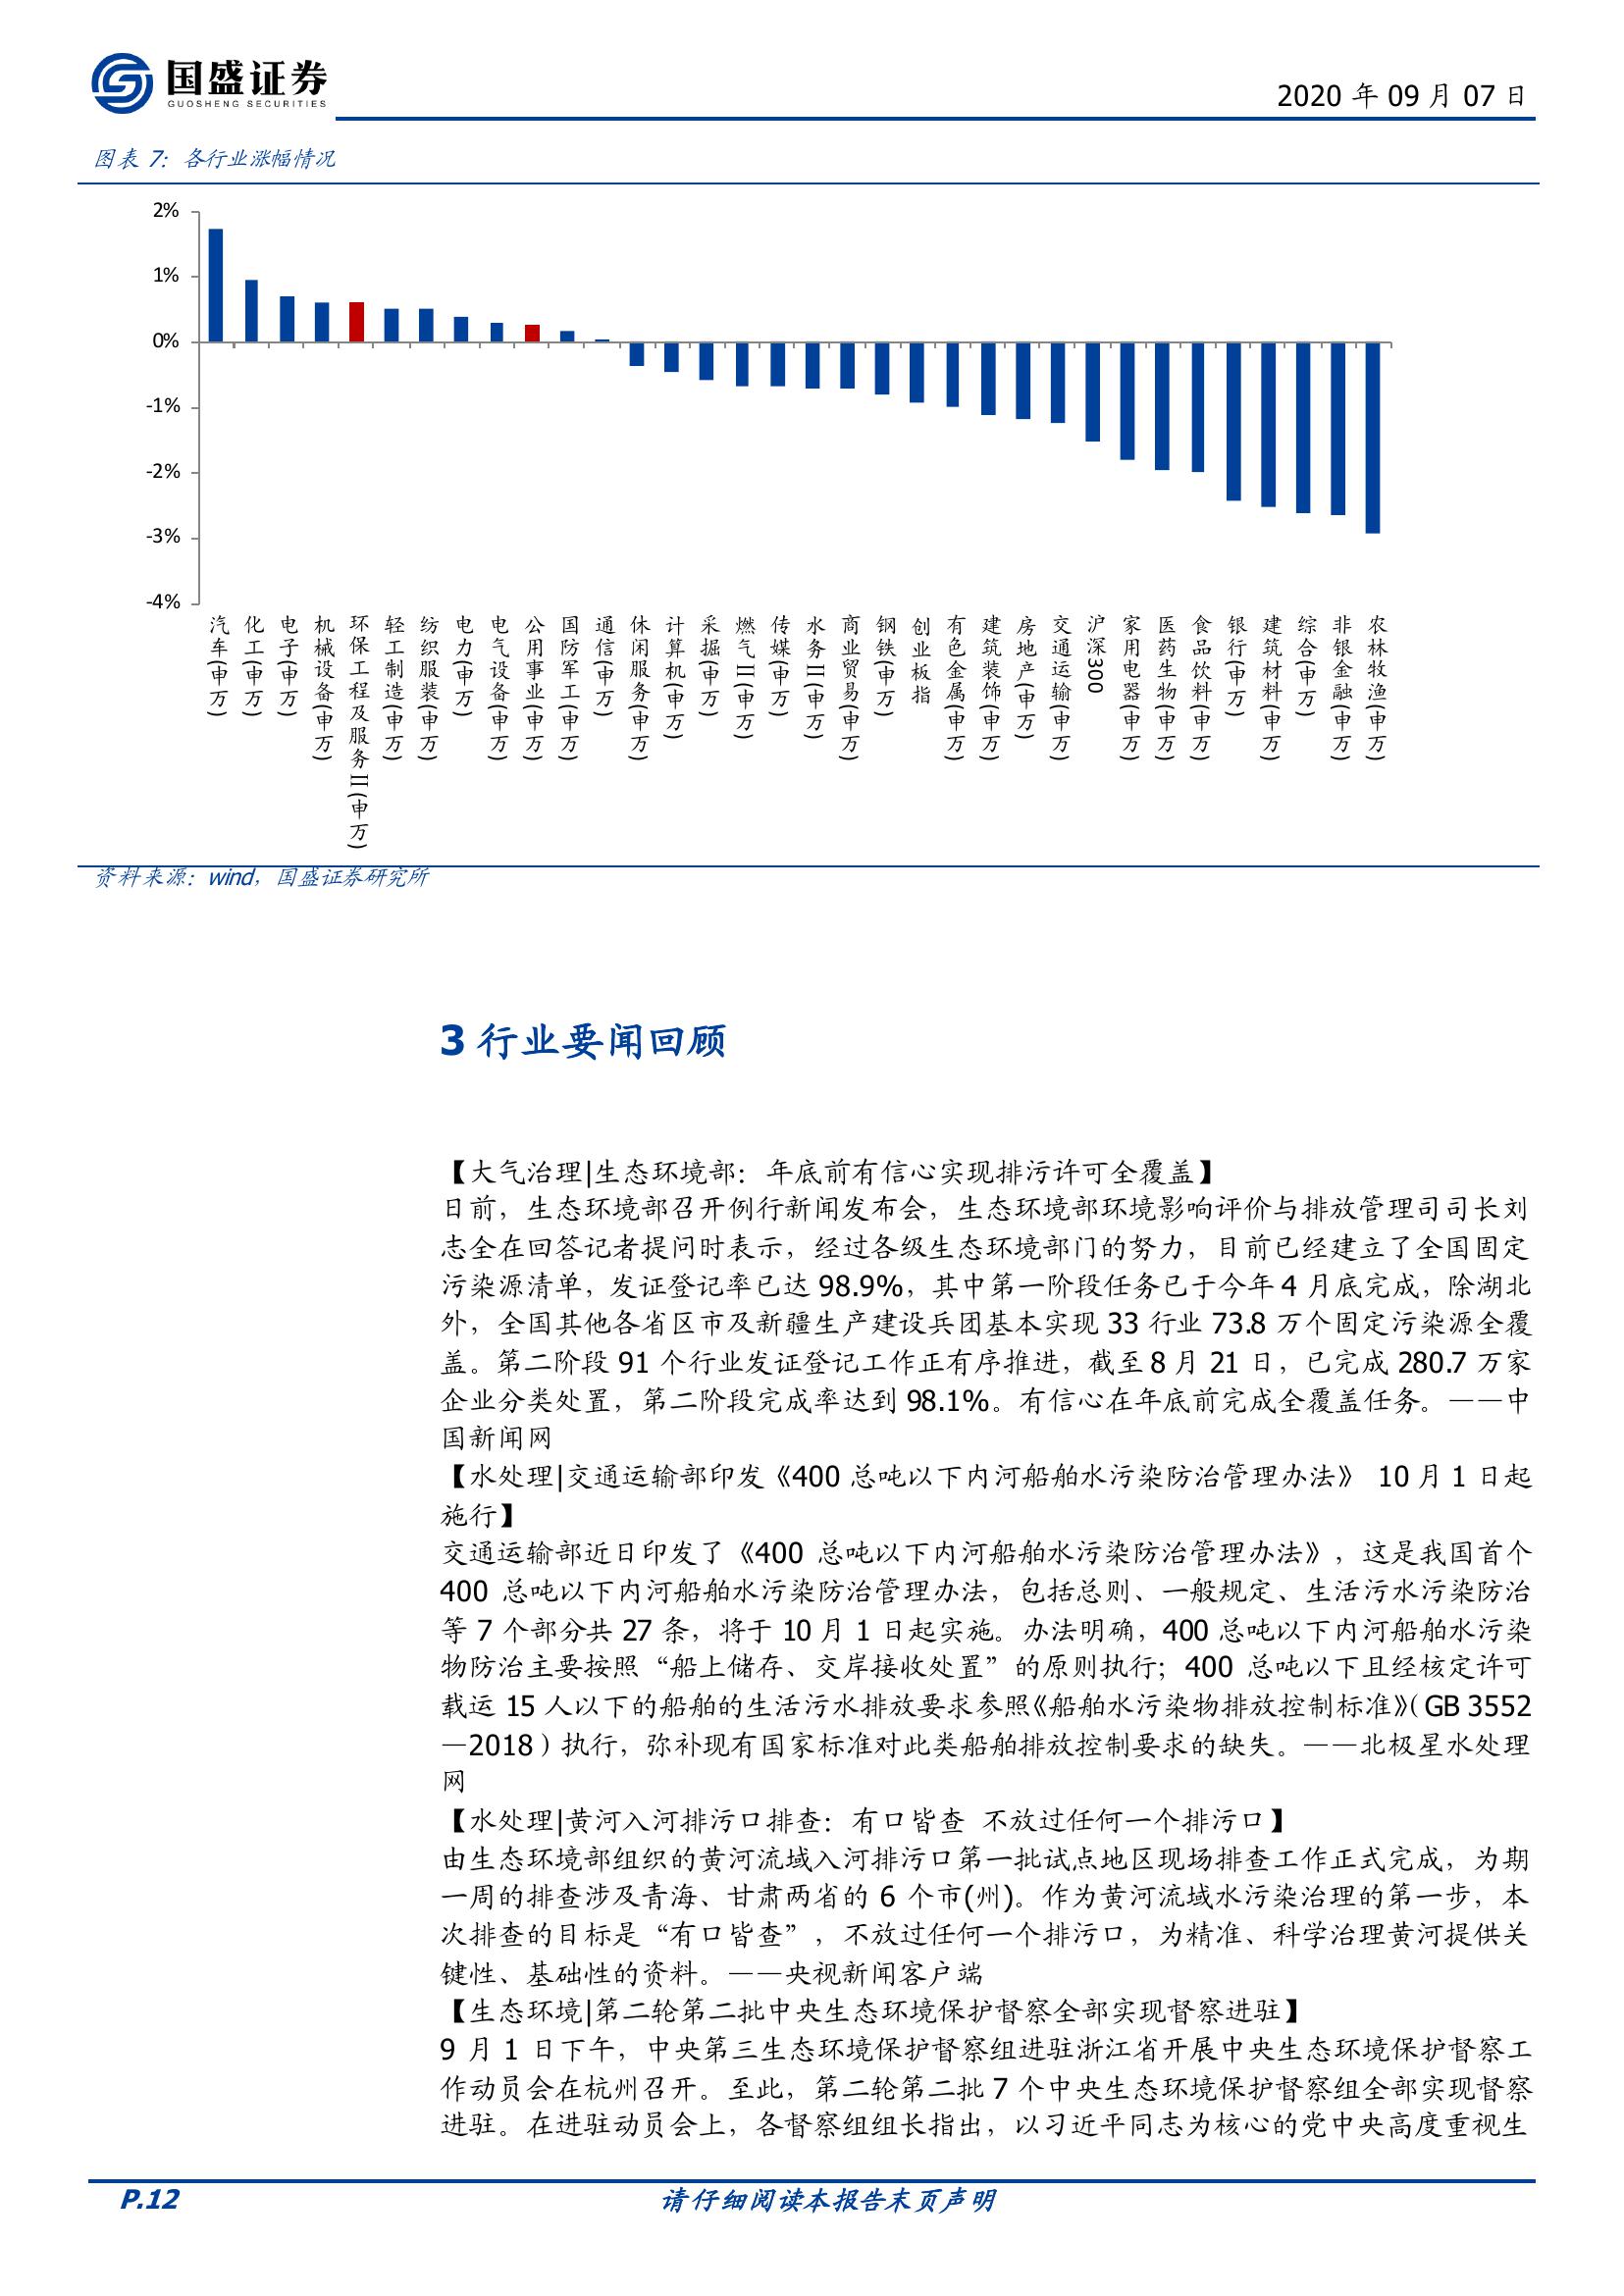 国盛证券
GUOSHENG SECURITIES
2020 年 09 月 07 日
图表 7：各行业涨幅情况
2%
1%
0%
-1%
-2%
-3%
-4%
汽车(申万)
化工(申万)
电子(申万)
机械设备(申万)
环保工程及服务II(申万)
轻工制造(申万)
纺织服装(申万)
电力(申万)
电气设备(申万)
公用事业(申万)
国防军工(申万)
通信(申万)
休闲服务(申万)
计算机(申万)
采掘(申万)
燃气II(申万)
传媒(申万)
水务II(申万)
商业贸易(申万)
钢铁(申万)
创业板指
有色金属(申万)
建筑装饰(申万)
房地产(申万)
交通运输(申万)
沪深300
家用电器(申万)
医药生物(申万)
食品饮料(申万)
银行(申万)
建筑材料(申万)
综合(申万)
非银金融(申万)
农林牧渔(申万)
资料来源：wind，国盛证券研究所
3 行业要闻回顾
【大气治理|生态环境部：年底前有信心实现排污许可全覆盖】
日前，生态环境部召开例行新闻发布会，生态环境部环境影响评价与排放管理司司长刘
志全在回答记者提问时表示，经过各级生态环境部门的努力，目前已经建立了全国固定
污染源清单，发证登记率已达 98.9%，其中第一阶段任务已于今年 4 月底完成，除湖北
外，全国其他各省区市及新疆生产建设兵团基本实现 33 行业 73.8 万个固定污染源全覆
盖。第二阶段 91 个行业发证登记工作正有序推进，截至 8 月 21 日，已完成 280.7 万家
企业分类处置，第二阶段完成率达到 98.1%。有信心在年底前完成全覆盖任务。——中
国新闻网
【水处理|交通运输部印发《400 总吨以下内河船舶水污染防治管理办法》 10 月 1 日起
施行】
交通运输部近日印发了《400 总吨以下内河船舶水污染防治管理办法》，这是我国首个
400 总吨以下内河船舶水污染防治管理办法，包括总则、一般规定、生活污水污染防治
等 7 个部分共 27 条，将于 10 月 1 日起实施。办法明确，400 总吨以下内河船舶水污染
物防治主要按照“船上储存、交岸接收处置”的原则执行；400 总吨以下且经核定许可
载运 15 人以下的船舶的生活污水排放要求参照《船舶水污染物排放控制标准》（GB 3552
—2018）执行，弥补现有国家标准对此类船舶排放控制要求的缺失。——北极星水处理
网
【水处理|黄河入河排污口排查：有口皆查 不放过任何一个排污口】
由生态环境部组织的黄河流域入河排污口第一批试点地区现场排查工作正式完成，为期
一周的排查涉及青海、甘肃两省的 6 个市(州)。作为黄河流域水污染治理的第一步，本
次排查的目标是“有口皆查”，不放过任何一个排污口，为精准、科学治理黄河提供关
键性、基础性的资料。——央视新闻客户端
【生态环境|第二轮第二批中央生态环境保护督察全部实现督察进驻】
9 月 1 日下午，中央第三生态环境保护督察组进驻浙江省开展中央生态环境保护督察工
作动员会在杭州召开。至此，第二轮第二批 7 个中央生态环境保护督察组全部实现督察
进驻。在进驻动员会上，各督察组组长指出，以习近平同志为核心的党中央高度重视生
P.12
请仔细阅读本报告末页声明